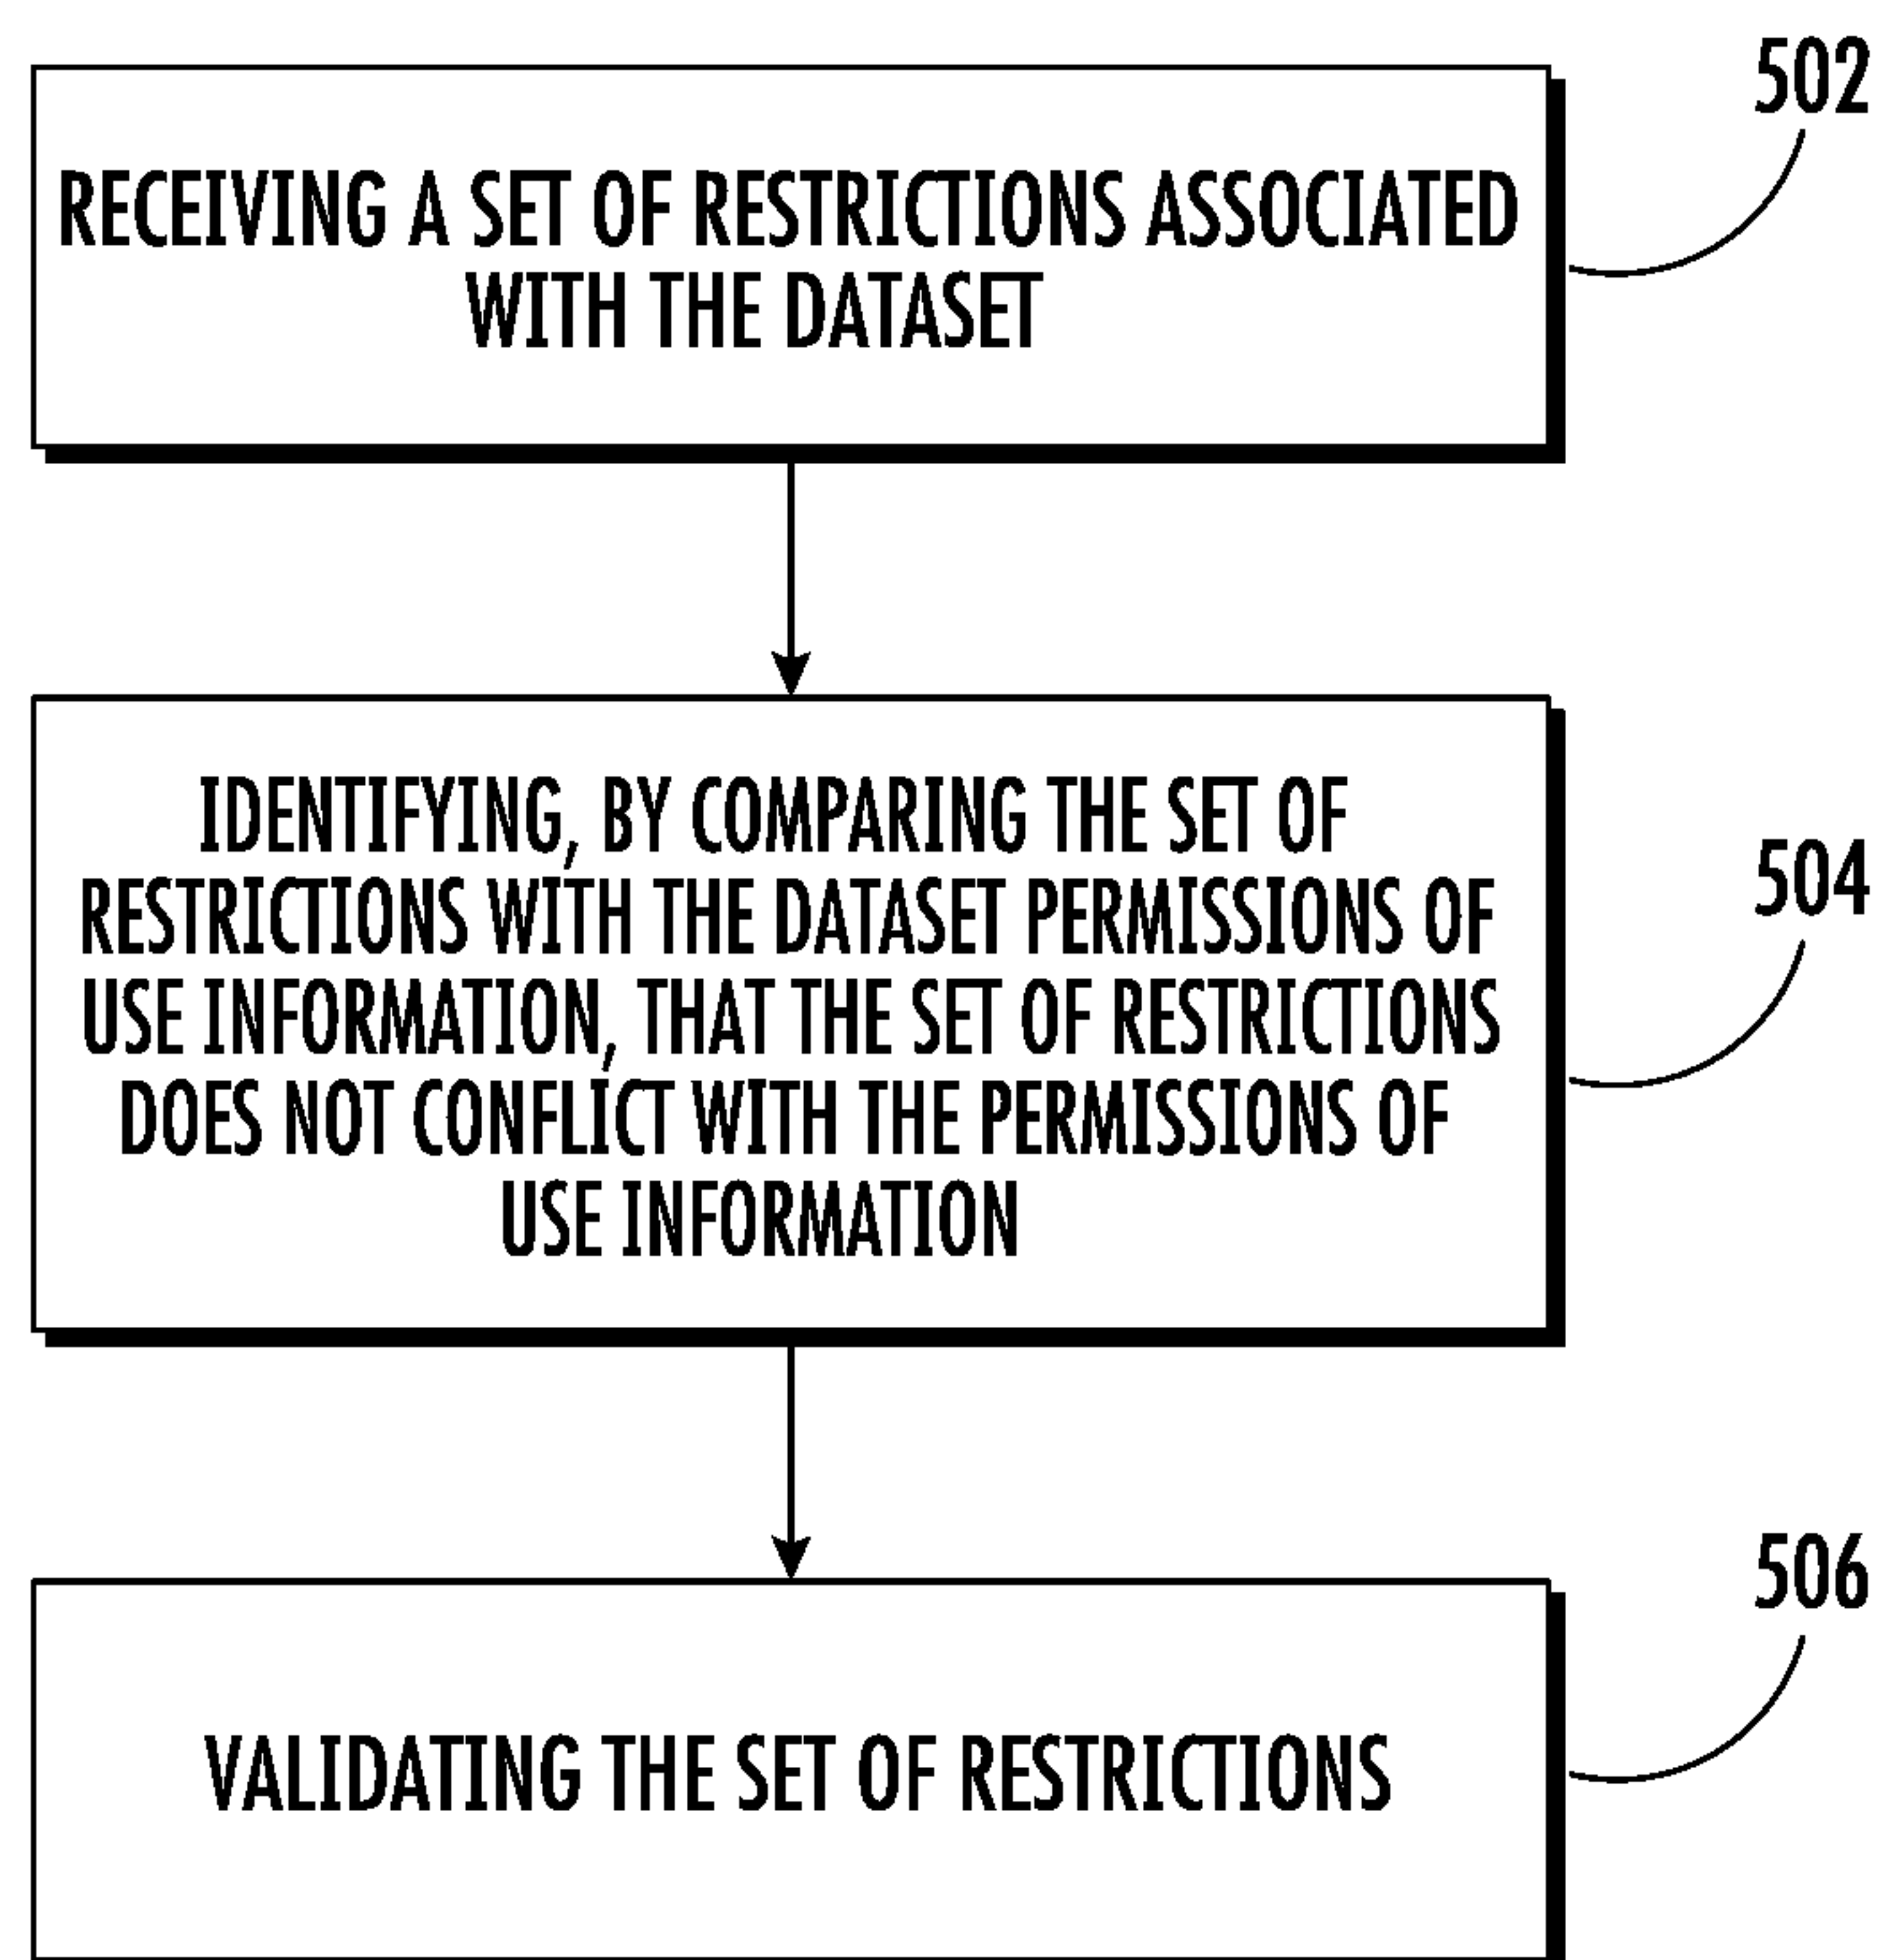 502
RECEIVING A SET OF RESTRICTIONS ASSOCIATED
WITH THE DATASET
IDENTIFYING, BY COMPARING THE SET OF
RESTRICTIONS WITH THE DATASET PERMISSIONS OF
USE INFORMATION, THAT THE SET OF RESTRICTIONS
DOES NOT CONFLICT WITH THE PERMISSIONS OF
USE INFORMATION
504
506
VALIDATING THE SET OF RESTRICTIONS